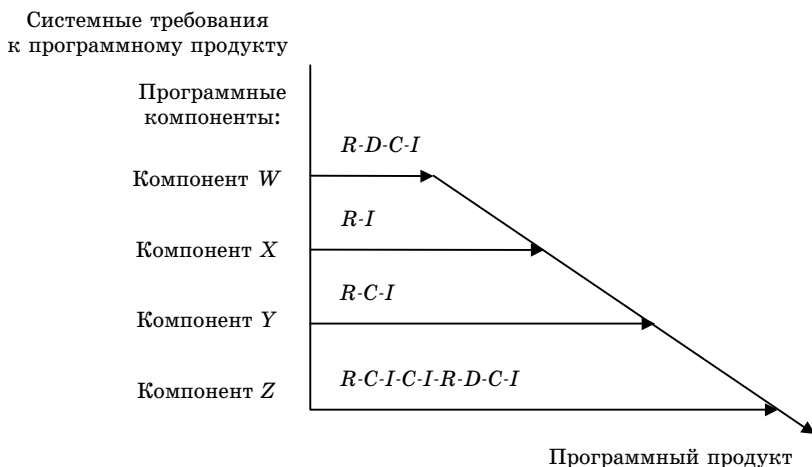 Системные требования
к программному продукту
Программные
компоненты:
R-D-C-I
Компонент W
R-I
Компонент X
R-C-I
Компонент Y
R-C-I-C-I-R-D-C-I
Компонент Z
Программный продукт